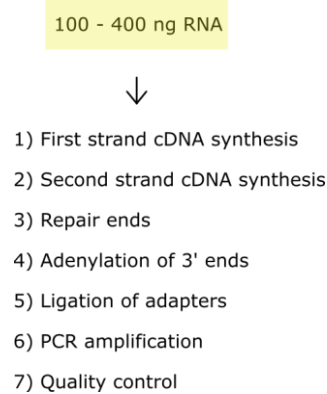 100 - 400 ng RNA
1) First strand cDNA synthesis
2) Second strand cDNA synthesis
3) Repair ends
4) Adenylation of 3' ends
5) Ligation of adapters
6) PCR amplification
7) Quality control